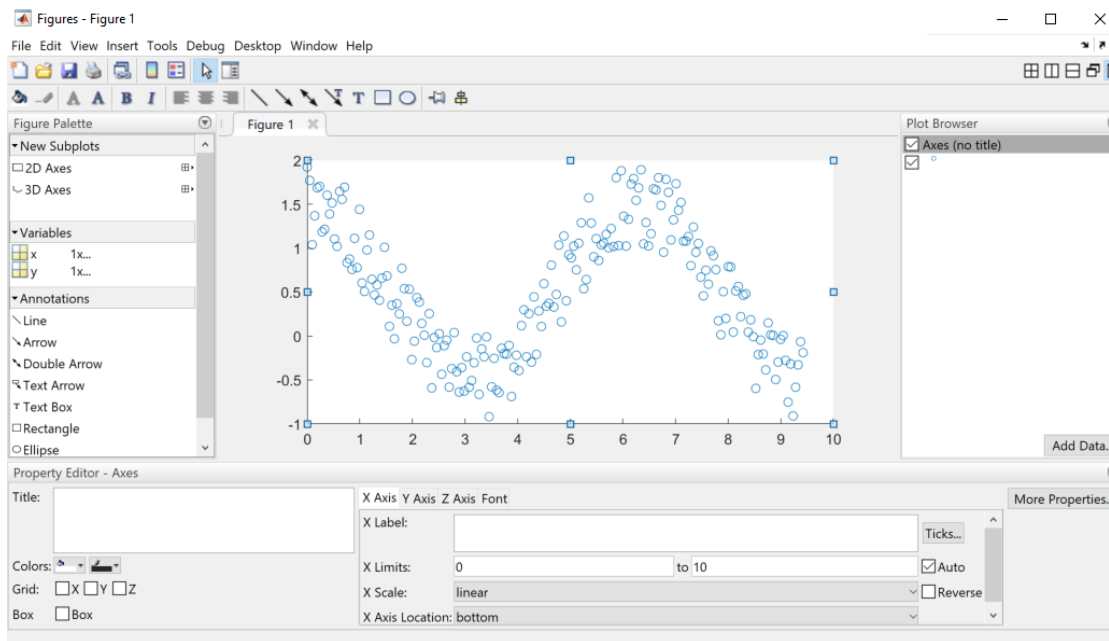 Figures - Figure 1
File Edit View Insert Tools Debug Desktop Window Help
A A B I T T
Figure Palette
New Subplots
2D Axes
3D Axes
Variables
x 1x...
y 1x...
Annotations
Line
Arrow
Double Arrow
Text Arrow
T Text Box
Rectangle
Ellipse
Figure 1
2
1.5
1
0.5
0
-0.5
-1
0 1 2 3 4 5 6 7 8 9 10
Plot Browser
Axes (no title)
Add Data..
Property Editor - Axes
Title:
Colors:
Grid: X Y Z
Box Box
X Axis Y Axis Z Axis Font
X Label:
Ticks...
X Limits: 0 to 10 Auto
X Scale: linear Reverse
X Axis Location: bottom
More Properties.